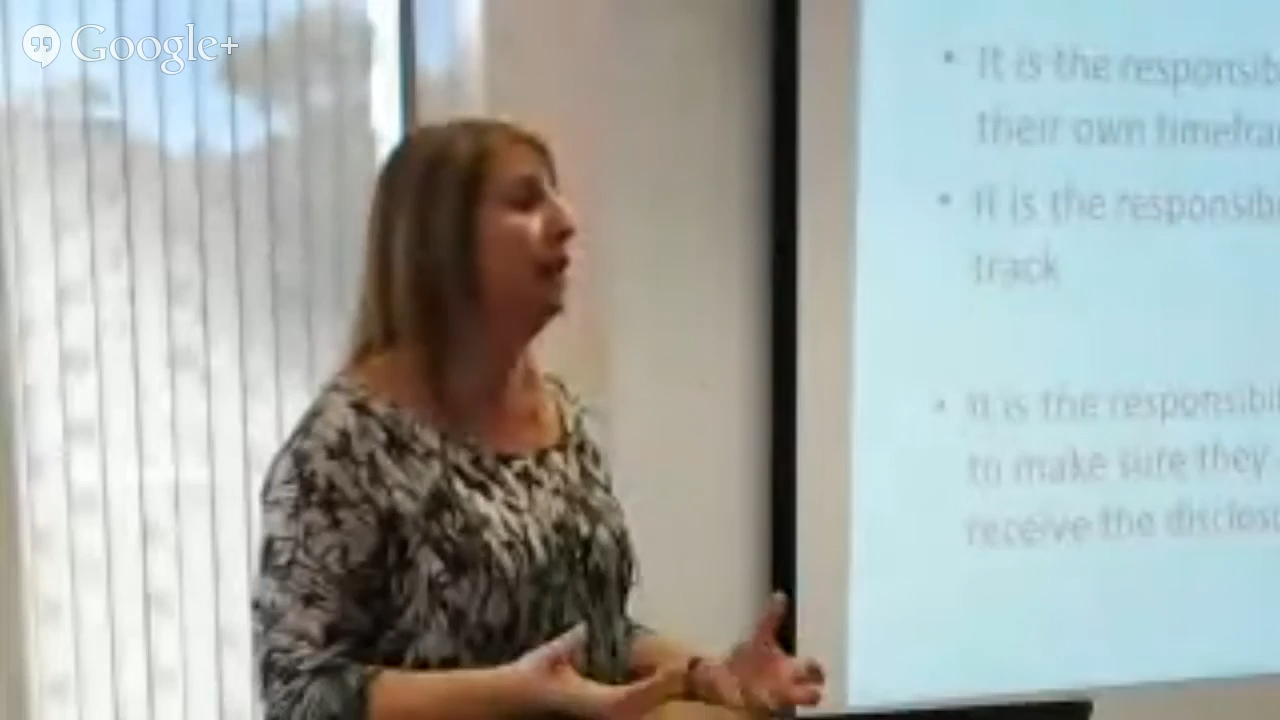 Google+
• It is the responsib
their own timefra
• It is the responsib
track
• It is the responsibl
to make sure they
receive the disclos